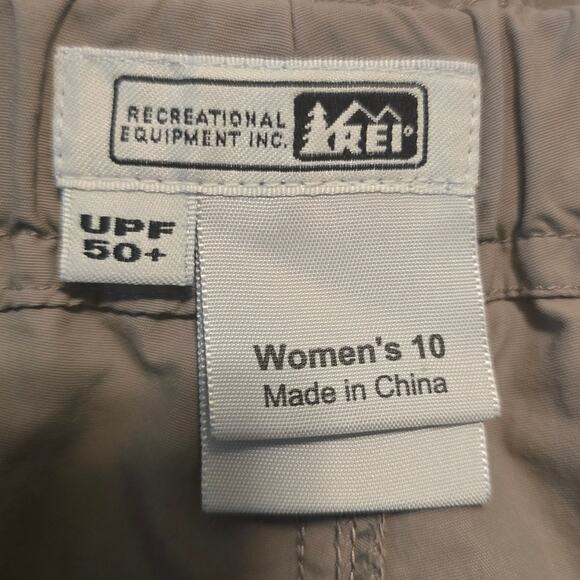 RECREATIONAL
EQUIPMENT INC.
REI
UPF
50+
Women's 10
Made in China